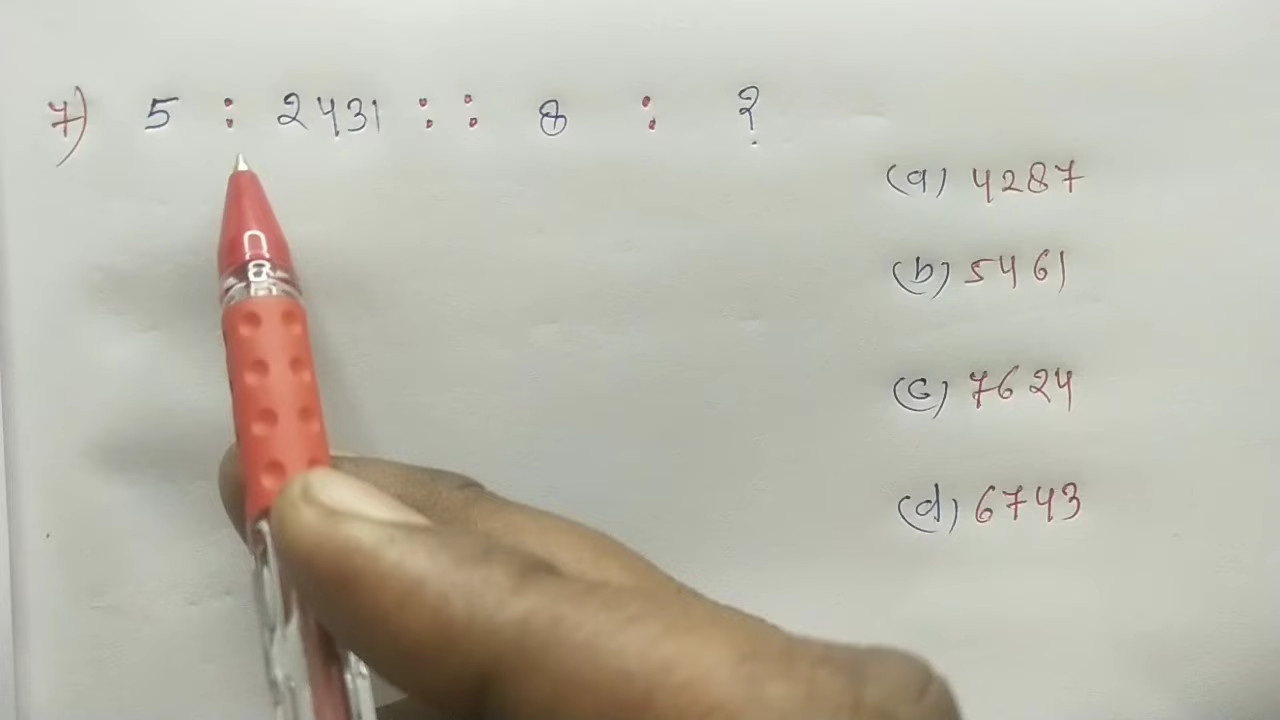 7) 5 : 2431 :: 8 : ?
(a) 4287
(b) 5461
(c) 7624
(d) 6743